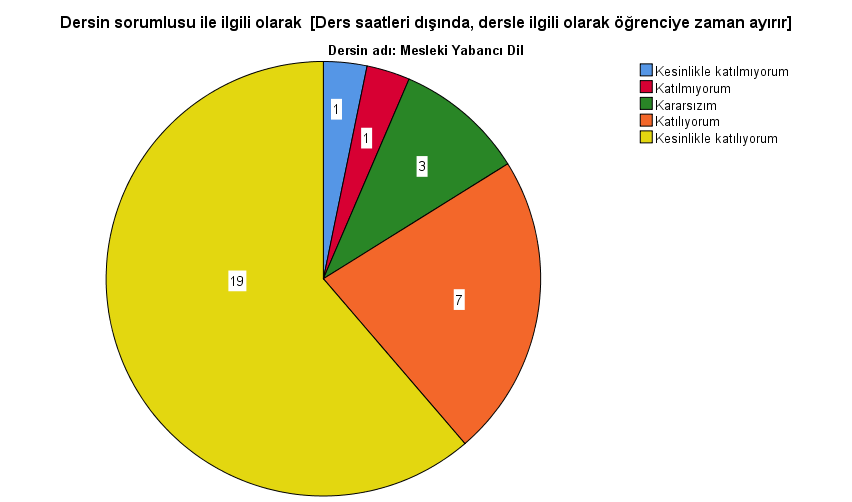 Dersin sorumlusu ile ilgili olarak  [Ders saatleri dışında, dersle ilgili olarak öğrenciye zaman ayırır]
Dersin adı: Mesleki Yabancı Dil
Kesinlikle katılmıyorum
Katılmıyorum
Kararsızım
Katılıyorum
Kesinlikle katılıyorum
1
1
3
7
19